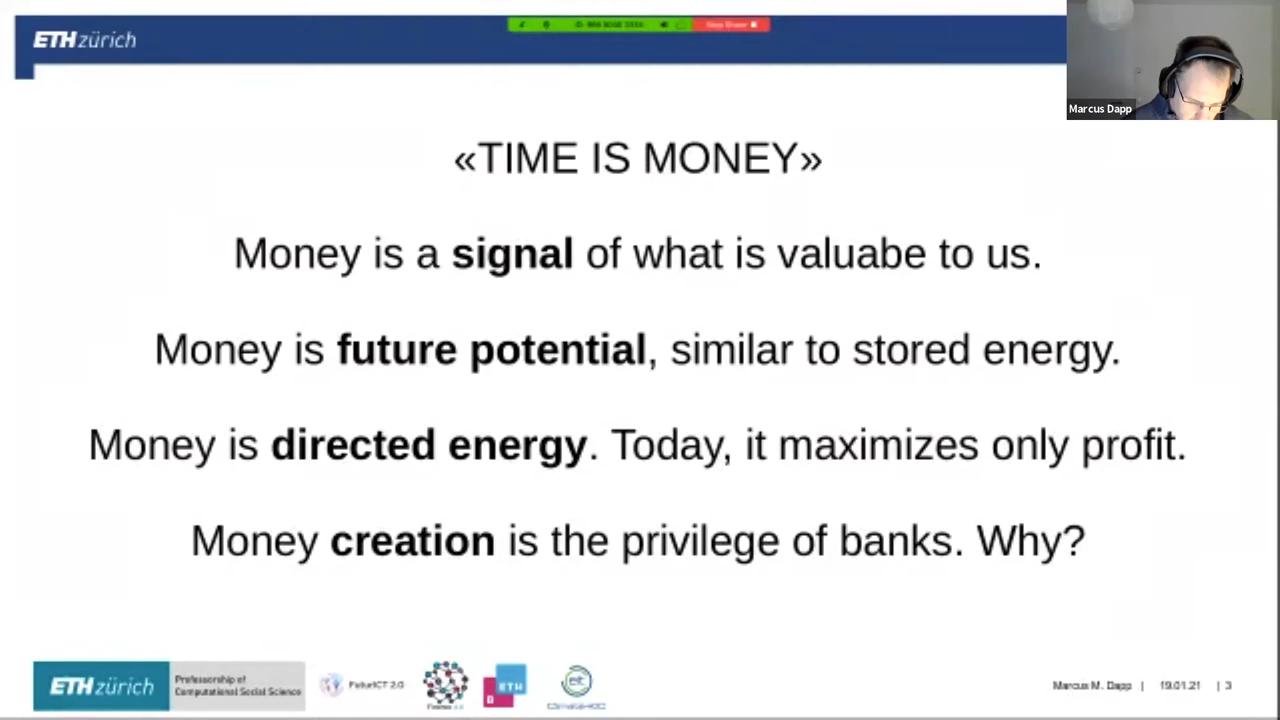 ETH zürich
Marcus Dapp
«TIME IS MONEY»
Money is a signal of what is valuabe to us.
Money is future potential, similar to stored energy.
Money is directed energy. Today, it maximizes only profit.
Money creation is the privilege of banks. Why?
ETH zürich
Professorship of
Computational Social Science
FuturICT 2.0
ETH
eit
Marcus M. Dapp | 19.01.21 | 3